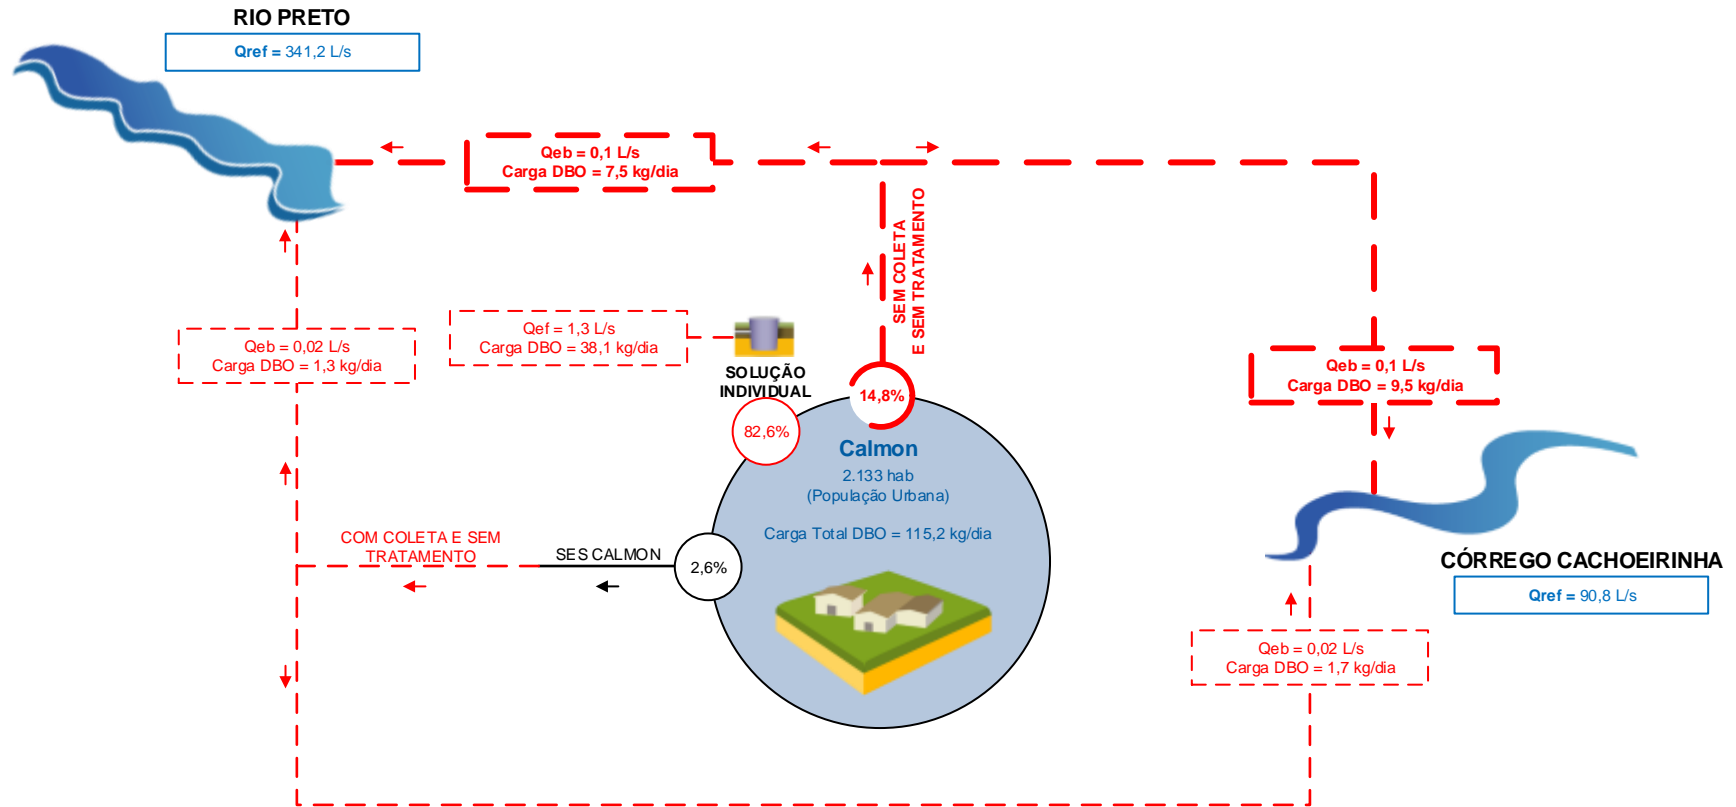 RIO PRETO
Qref = 341,2 L/s
Qeb = 0,1 L/s
Carga DBO = 7,5 kg/dia
SEM COLETA
E SEM TRATAMENTO
Qeb = 0,02 L/s
Carga DBO = 1,3 kg/dia
Qef = 1,3 L/s
Carga DBO = 38,1 kg/dia
SOLUÇÃO
INDIVIDUAL
14,8%
82,6%
Qeb = 0,1 L/s
Carga DBO = 9,5 kg/dia
Calmon
2.133 hab
(População Urbana)
Carga Total DBO = 115,2 kg/dia
COM COLETA E SEM
TRATAMENTO
SES CALMON
2,6%
CÓRREGO CACHOEIRINHA
Qref = 90,8 L/s
Qeb = 0,02 L/s
Carga DBO = 1,7 kg/dia